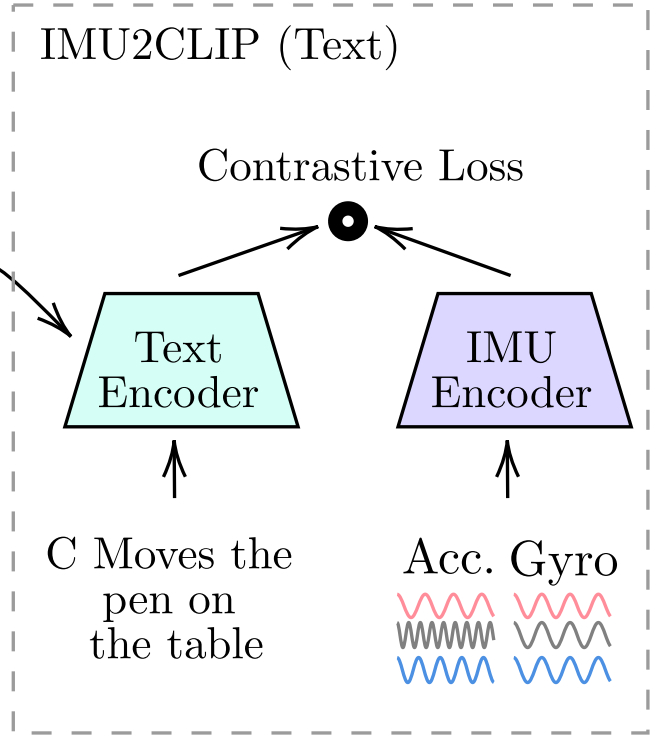 IMU2CLIP (Text)
Contrastive Loss
Text
Encoder
IMU
Encoder
C Moves the
pen on
the table
Acc. Gyro